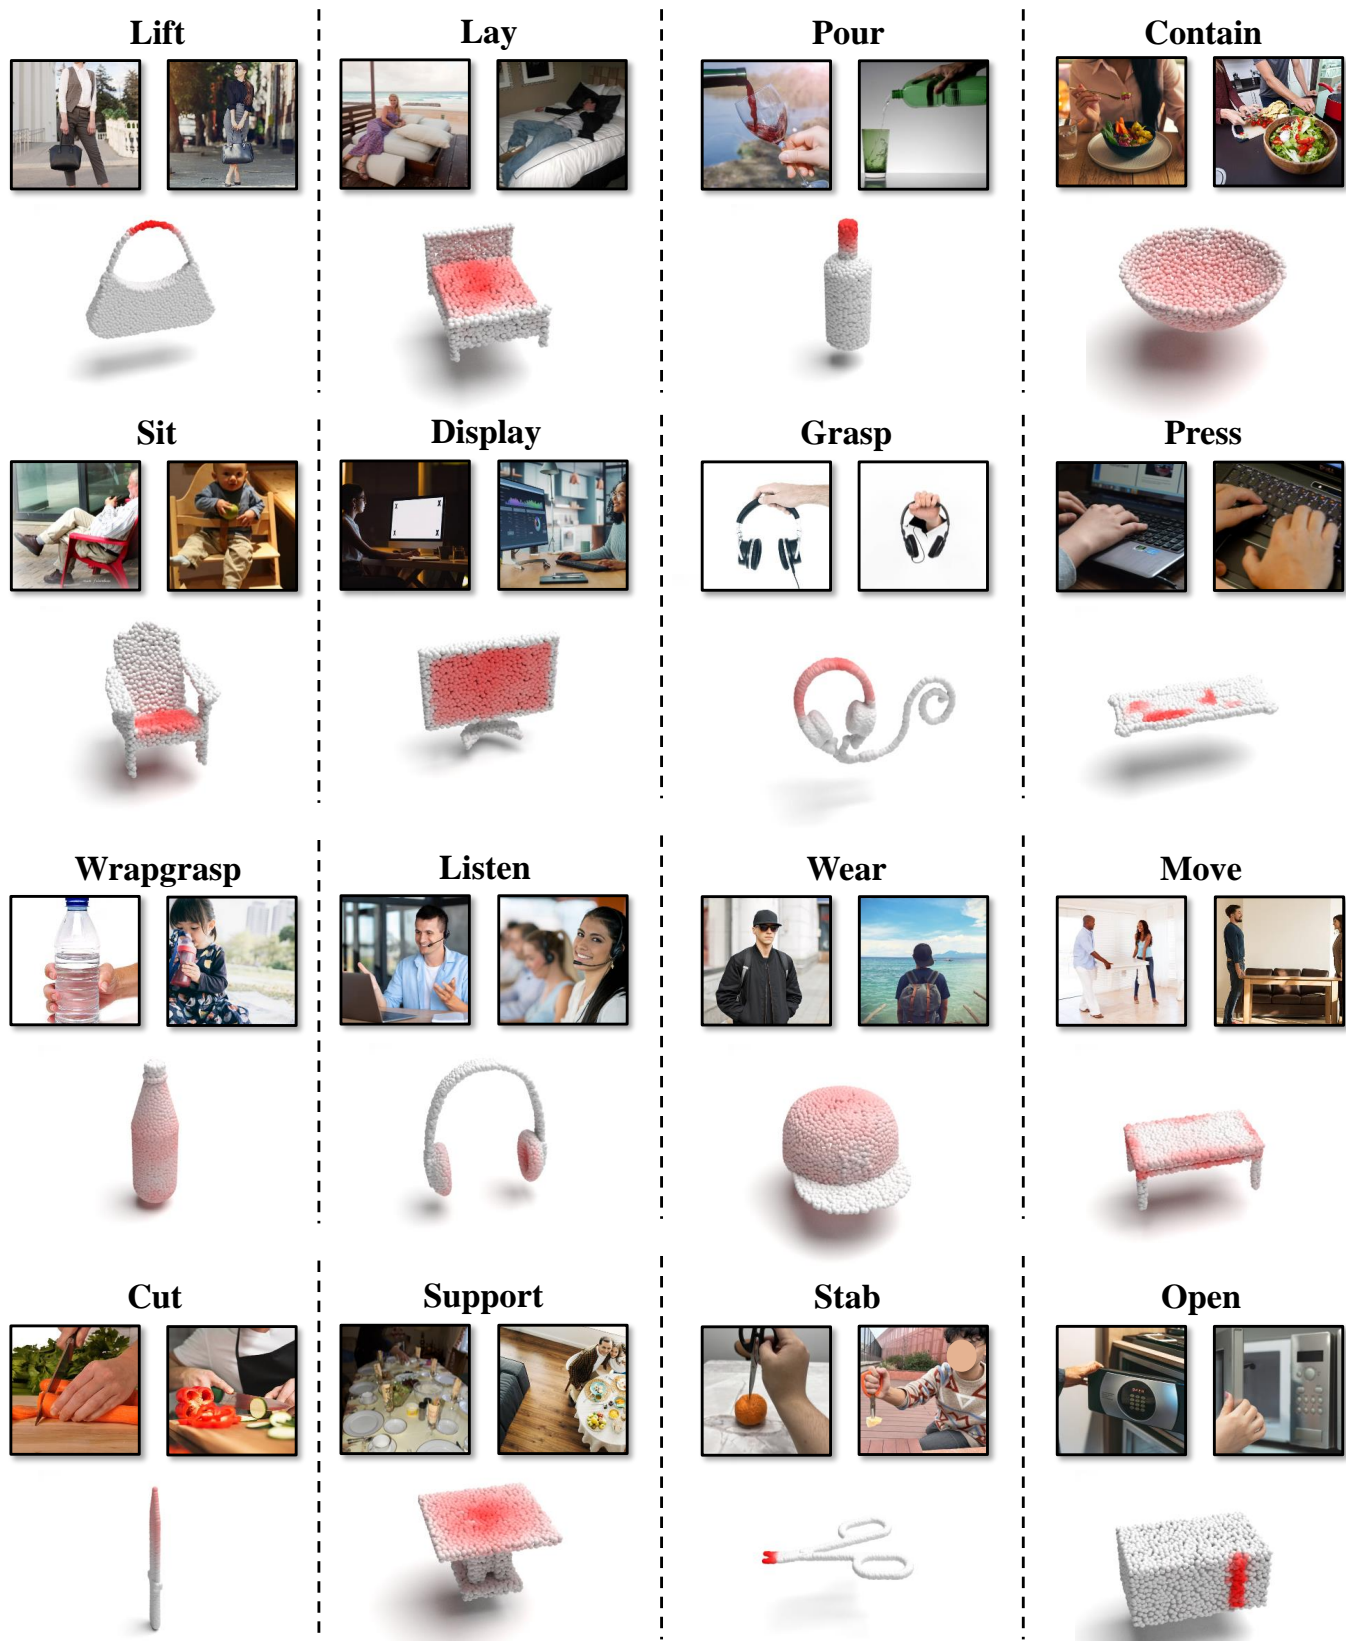 Lift
Lay
Pour
Contain
Sit
Display
Grasp
Press
Wrapgrasp
Listen
Wear
Move
Cut
Support
Stab
Open